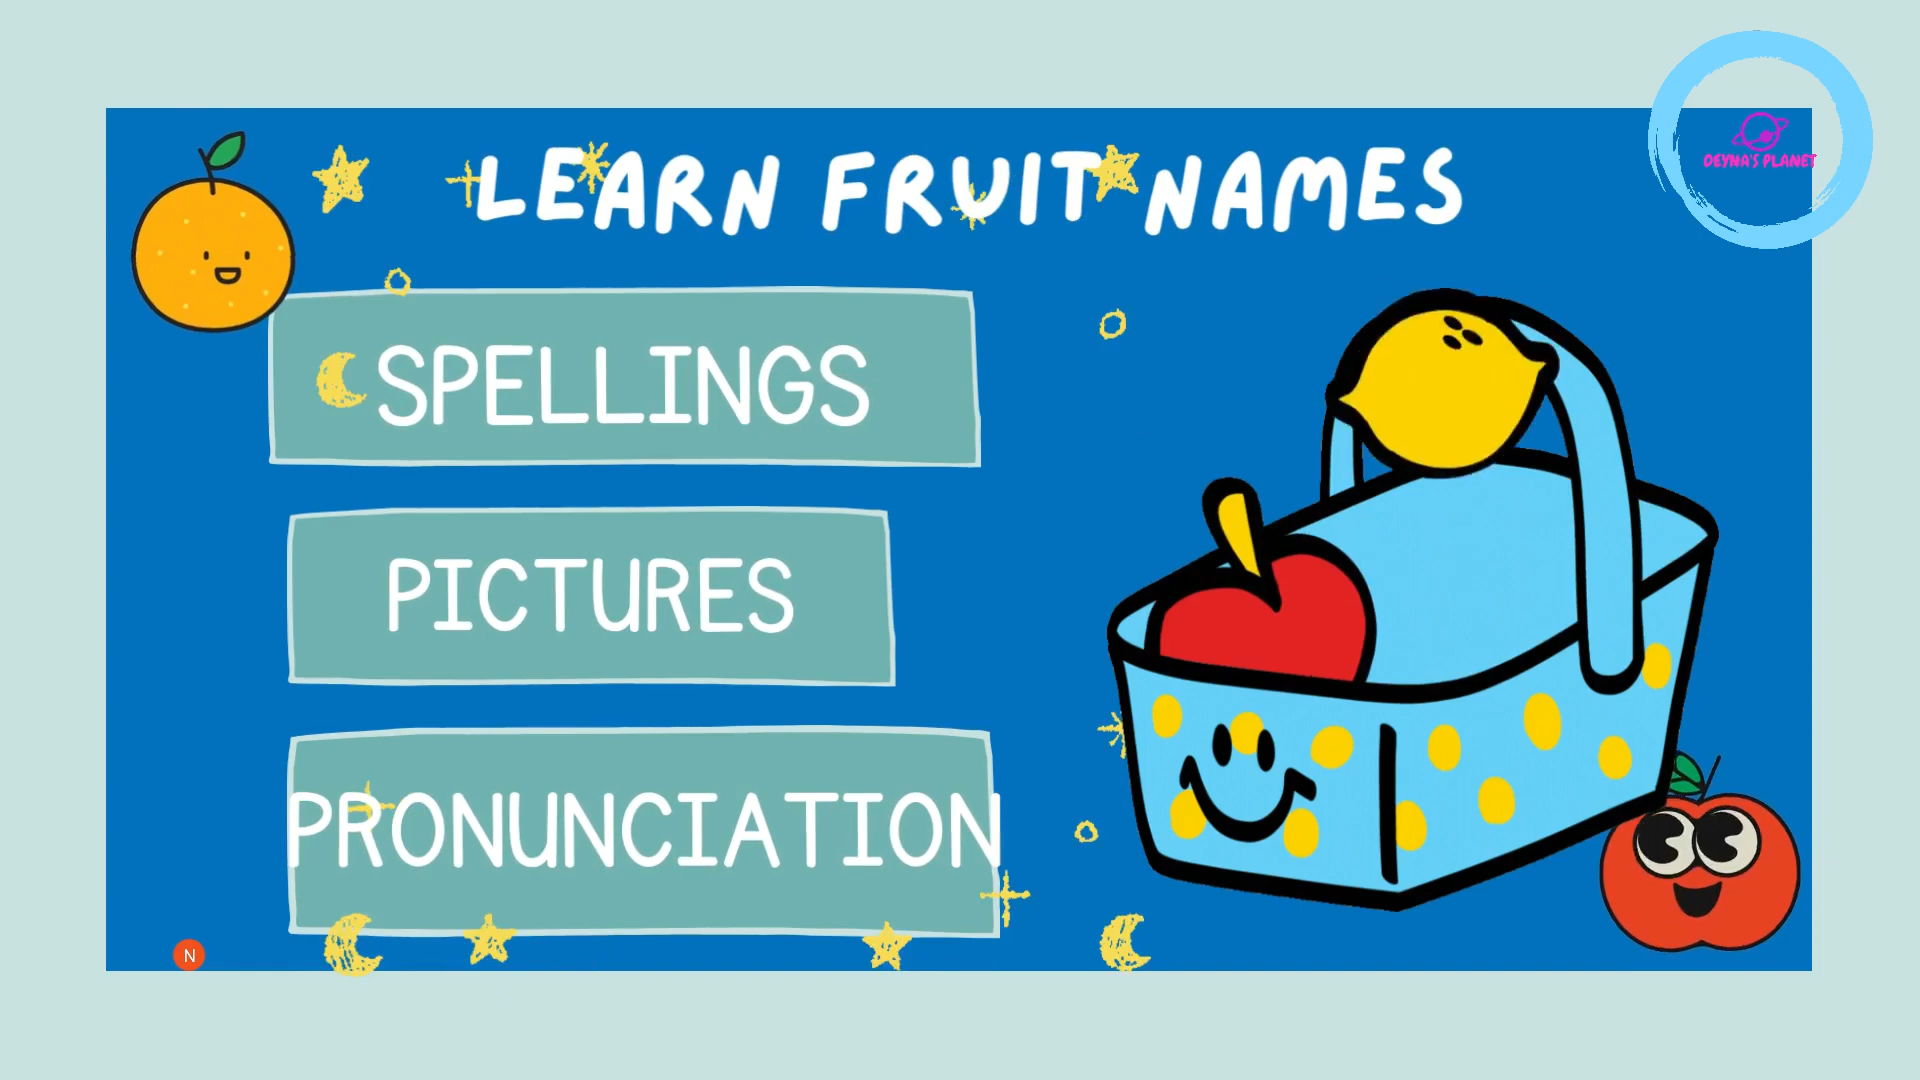 LEARN FRUIT NAMES
DEYNA'S PLANET
SPELLINGS
PICTURES
PRONUNCIATION
N